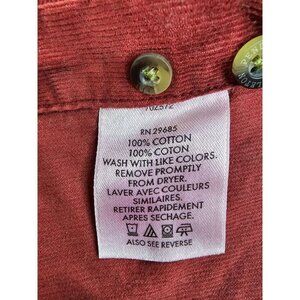 702572
RN 29685
100% COTTON
100% COTON
WASH WITH LIKE COLORS.
REMOVE PROMPTLY
FROM DRYER.
LAVER AVEC COULEURS
SIMILAIRES.
RETIRER RAPIDEMENT
APRES SECHAGE.
ALSO SEE REVERSE